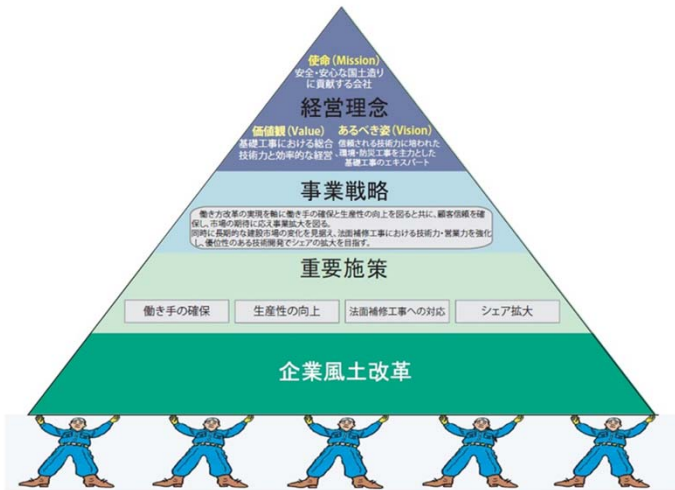 使命(Mission)
安全・安心な国土造り
に貢献する会社
経営理念
価値観(Value)
基礎工事における総合
技術力と効率的な経営
あるべき姿(Vision)
信頼される技術力に培われた
、環境・防災工事を主力とした
基礎工事のエキスパート
事業戦略
働き方改革の実現を軸に働き手の確保と生産性の向上を図ると共に、顧客信頼を確
保し、市場の期待に応え事業拡大を図る。
同時に長期的な建設市場の変化を見据え、法面補修工事における技術力・営業力を強化
し、優位性のある技術開発でシェアの拡大を目指す。
重要施策
働き手の確保
生産性の向上
法面補修工事への対応
シェア拡大
企業風土改革